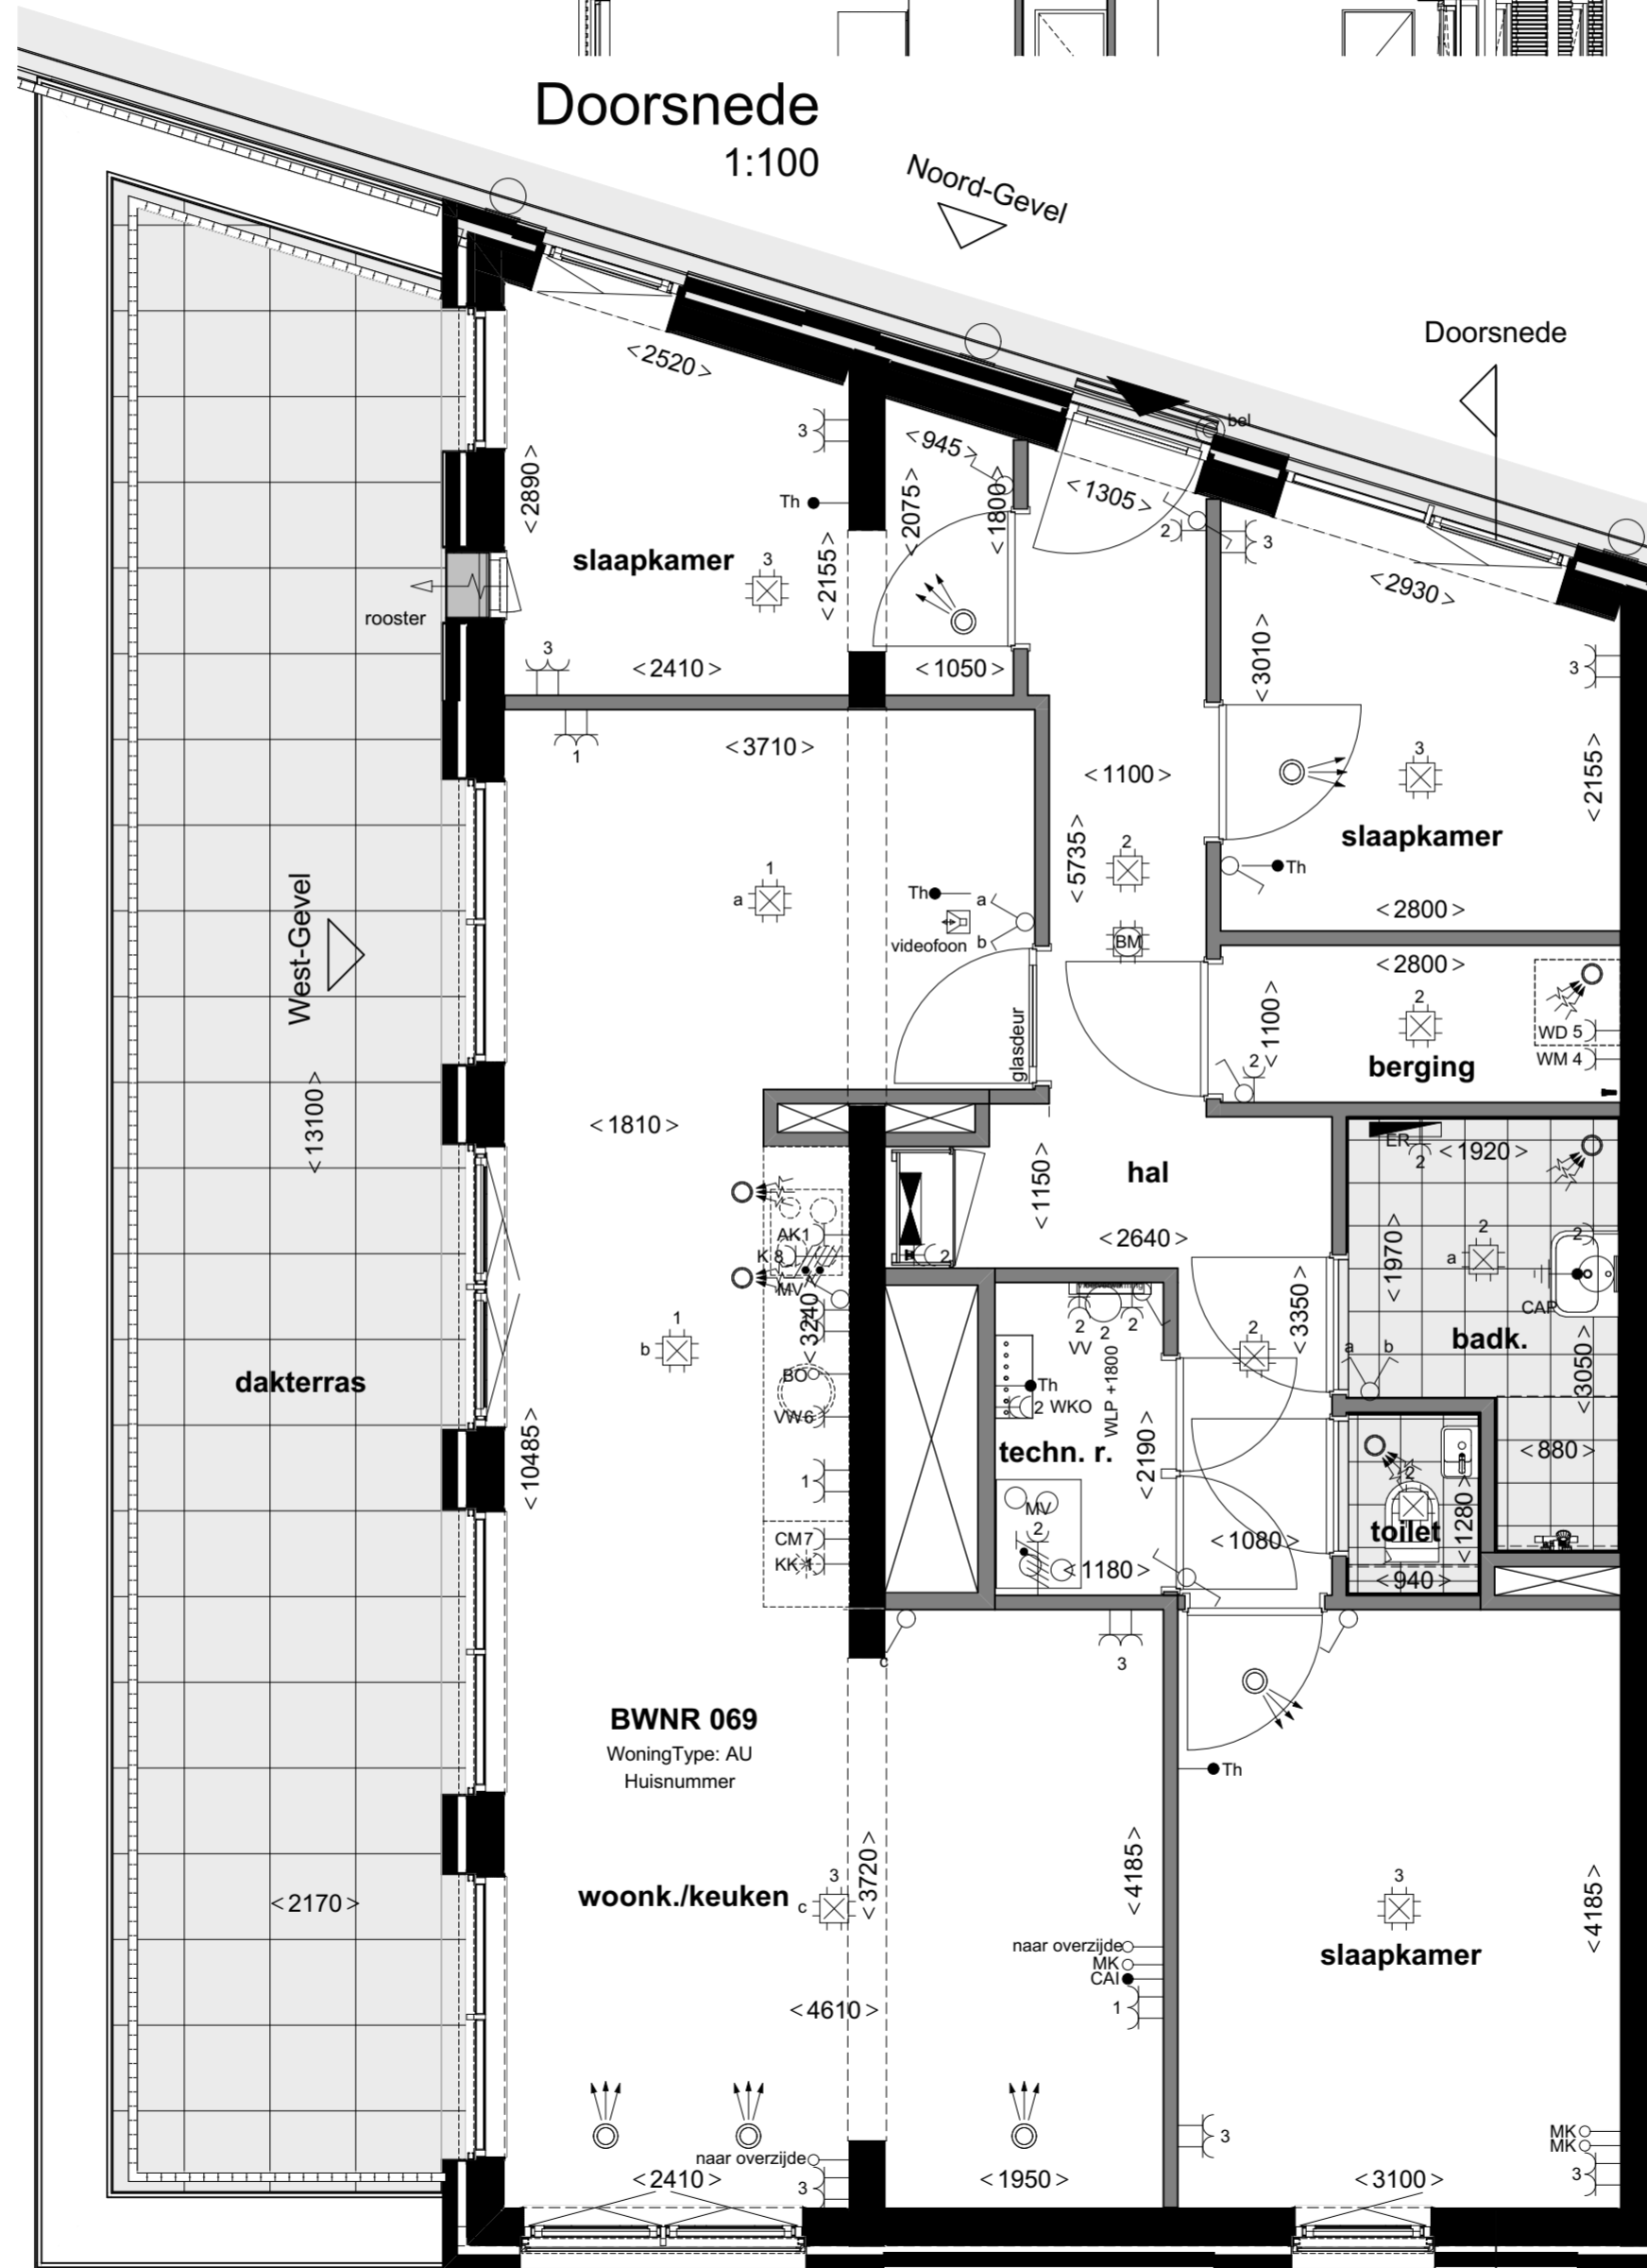 Doorsnede
1:100
Noord-Gevel
Doorsnede
bel
<2520>
<945>
<1305>
<2930>
3
Th
<2890>
<2075>
<1800>
<2155>
2
3
slaapkamer
3
rooster
3
<2410>
<1050>
<3010>
3
1
<3710>
<1100>
3
<2155>
slaapkamer
<5735>
2
Th
1
a
Th
a
videofoon
b
BM
<2800>
<2800>
West-Gevel
glasdeur
<1100>
2
WD 5
WM 4
2
berging
<13100>
<1810>
<1150>
hal
ER
2
<1920>
<2640>
<1970>
2
a
2
AK1
K 8
MV
2
<3240>
CAP
<3350>
badk.
a
b
<3050>
1
b
2
2
2
VV
WLP +1800
2
dakterras
BO
VW6
Th
2 WKO
techn. r.
<2190>
<10485>
<880>
2
1
MV
2
<1280>
toilet
CM7
KK 1
<1180>
<1080>
<940>
c
3
BWNR 069
WoningType: AU
Huisnummer
Th
<2170>
woonk./keuken
3
c
<3720>
<4185>
3
slaapkamer
<4185>
naar overzijde
MK
CAI
1
<4610>
3
MK
MK
naar overzijde
3
<2410>
<1950>
<3100>
3